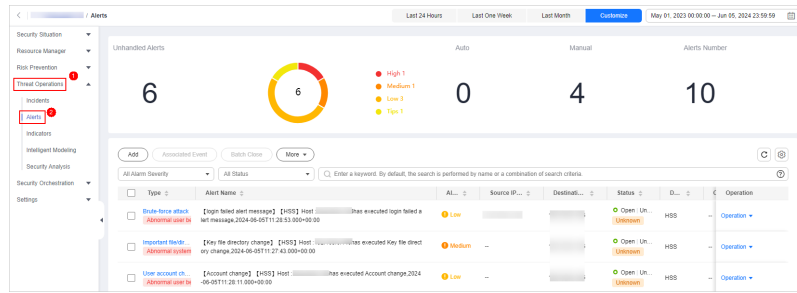 / Alerts
Last 24 Hours
Last One Week
Last Month
Customize
May 01, 2023 00:00:00 — Jun 05, 2024 23:59:59
Security Situation
Resource Manager
Risk Prevention
1
Threat Operations
Incidents
2
Alerts
Indicators
Intelligent Modeling
Security Analysis
Security Orchestration
Settings
Unhandled Alerts
Auto
Manual
Alerts Number
6
6
High 1
Medium 1
Low 3
Tips 1
0
4
10
Add
Associated Event
Batch Close
More
All Alarm Severity
All Status
Enter a keyword. By default, the search is performed by name or a combination of search criteria.
Type
Alert Name
Al...
Source IP...
Destinati...
Status
D...
Operation
Brute-force attack
Abnormal user be
【login failed alert message】【HSS】Host
has executed login failed a
lert message,2024-06-05T11:28:53.000+00:00
Low
Open | Un...
Unknown
HSS
--
Operation
Important file/dir...
Abnormal system
【Key file directory change】【HSS】Host
has executed Key file direct
ory change,2024-06-05T11:27:43.000+00:00
Medium
--
Open | Un...
Unknown
HSS
--
Operation
User account ch...
Abnormal user be
【Account change】【HSS】Host
has executed Account change,2024
-06-05T11:28:11.000+00:00
Low
--
Open | Un...
Unknown
HSS
--
Operation